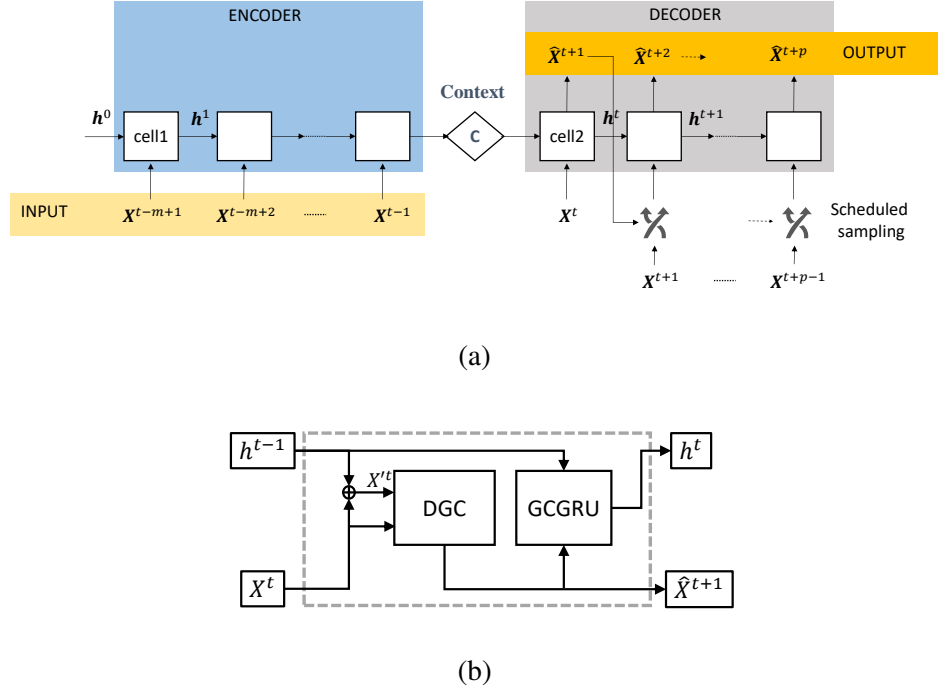 ENCODER
DECODER
X̂^{t+1} X̂^{t+2} X̂^{t+p} OUTPUT
Context
h^0 h^1 h^t h^{t+1}
cell1 C cell2
INPUT X^{t−m+1} X^{t−m+2} ........ X^{t−1} X^t Scheduled
sampling
X^{t+1} ........ X^{t+p−1}
(a)
h^{t−1} h^t
X'^t
DGC GCGRU
X^t X̂^{t+1}
(b)